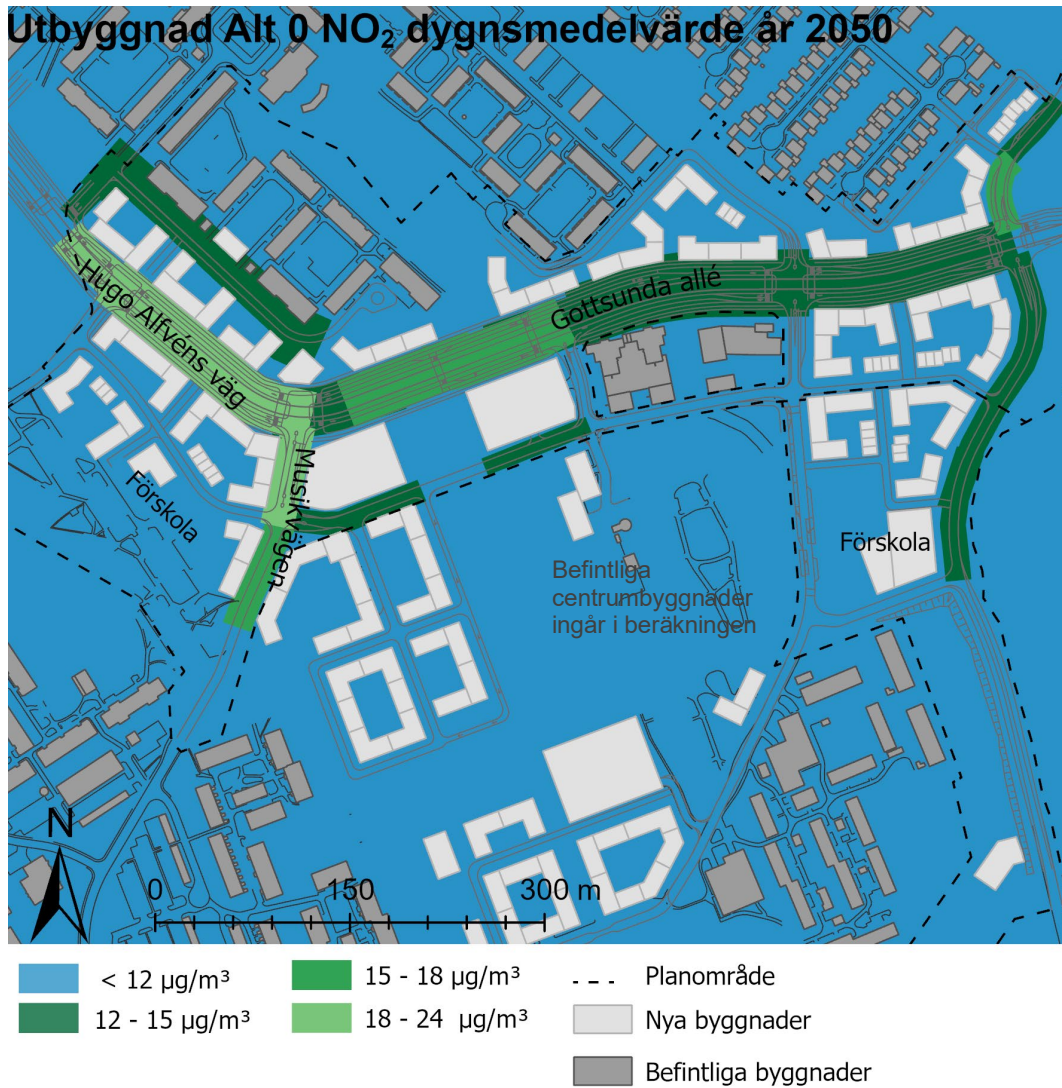 Utbyggnad Alt 0 NO₂ dygnsmedelvärde år 2050
Hugo Alfvéns väg
Gottsunda allé
Musikvägen
Förskola
Förskola
Befintliga
centrumbyggnader
ingår i beräkningen
N
0 150 300 m
< 12 µg/m³
12 - 15 µg/m³
15 - 18 µg/m³
18 - 24 µg/m³
Planområde
Nya byggnader
Befintliga byggnader